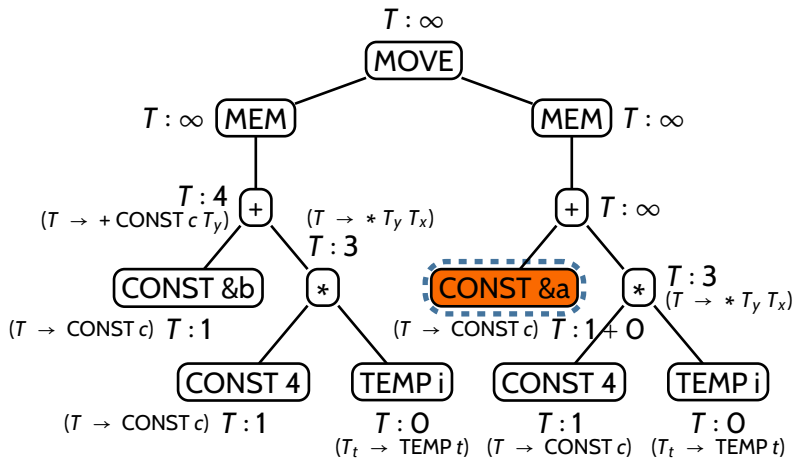 T : ∞
MOVE
T : ∞ MEM MEM T : ∞
T : 4
(T → + CONST c T_y) + (T → * T_y T_x) + T : ∞
T : 3
CONST &b * CONST &a * T : 3
(T → * T_y T_x)
(T → CONST c) T : 1 (T → CONST c) T : 1 + 0
CONST 4 TEMP i CONST 4 TEMP i
(T → CONST c) T : 1 T : 0 T : 1 T : 0
(T_t → TEMP t) (T → CONST c) (T_t → TEMP t)